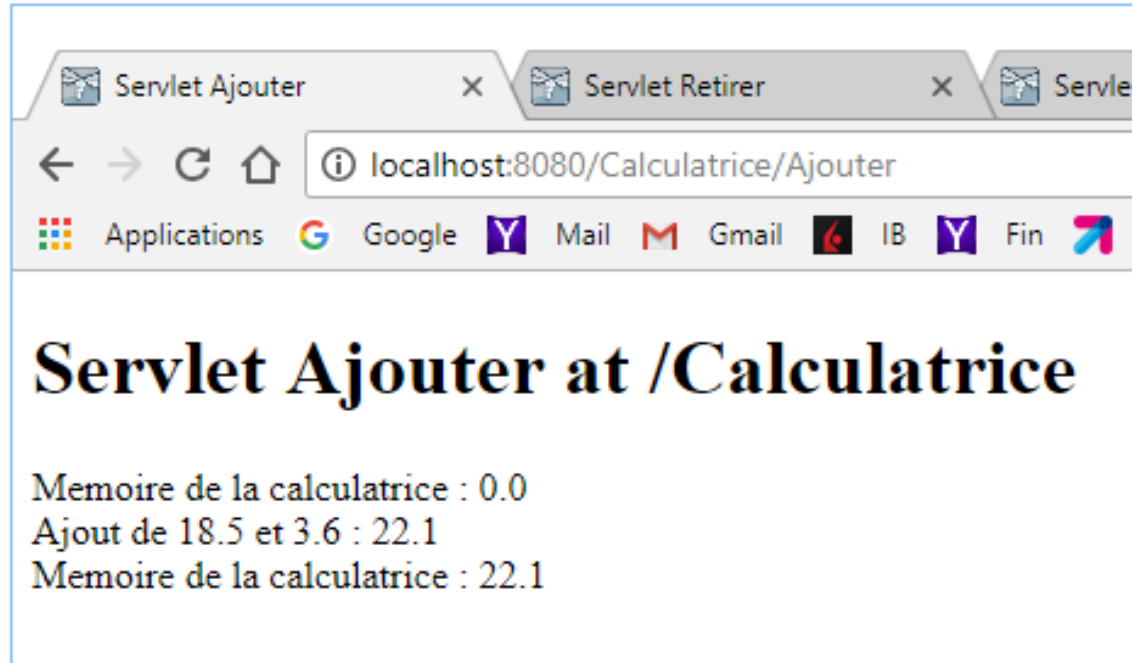 Servlet Ajouter Servlet Retirer Servle
localhost:8080/Calculatrice/Ajouter
Applications Google Mail Gmail IB Fin
Servlet Ajouter at /Calculatrice
Memoire de la calculatrice : 0.0
Ajout de 18.5 et 3.6 : 22.1
Memoire de la calculatrice : 22.1